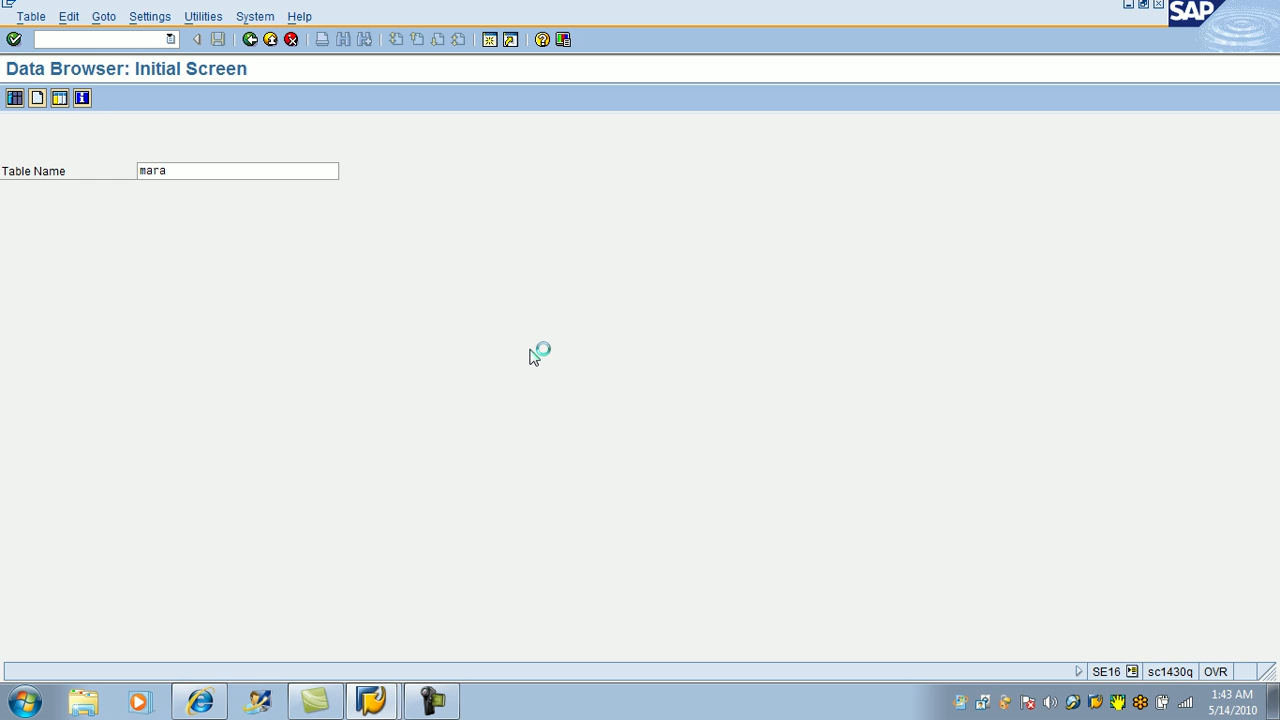 Table Edit Goto Settings Utilities System Help
SAP
Data Browser: Initial Screen
Table Name mara
SE16 sc1430q OVR
1:43 AM
5/14/2010